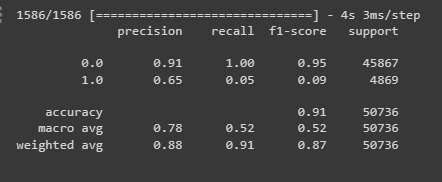 1586/1586 [==============================] - 4s 3ms/step
precision recall f1-score support
0.0 0.91 1.00 0.95 45867
1.0 0.65 0.05 0.09 4869
accuracy 0.91 50736
macro avg 0.78 0.52 0.52 50736
weighted avg 0.88 0.91 0.87 50736